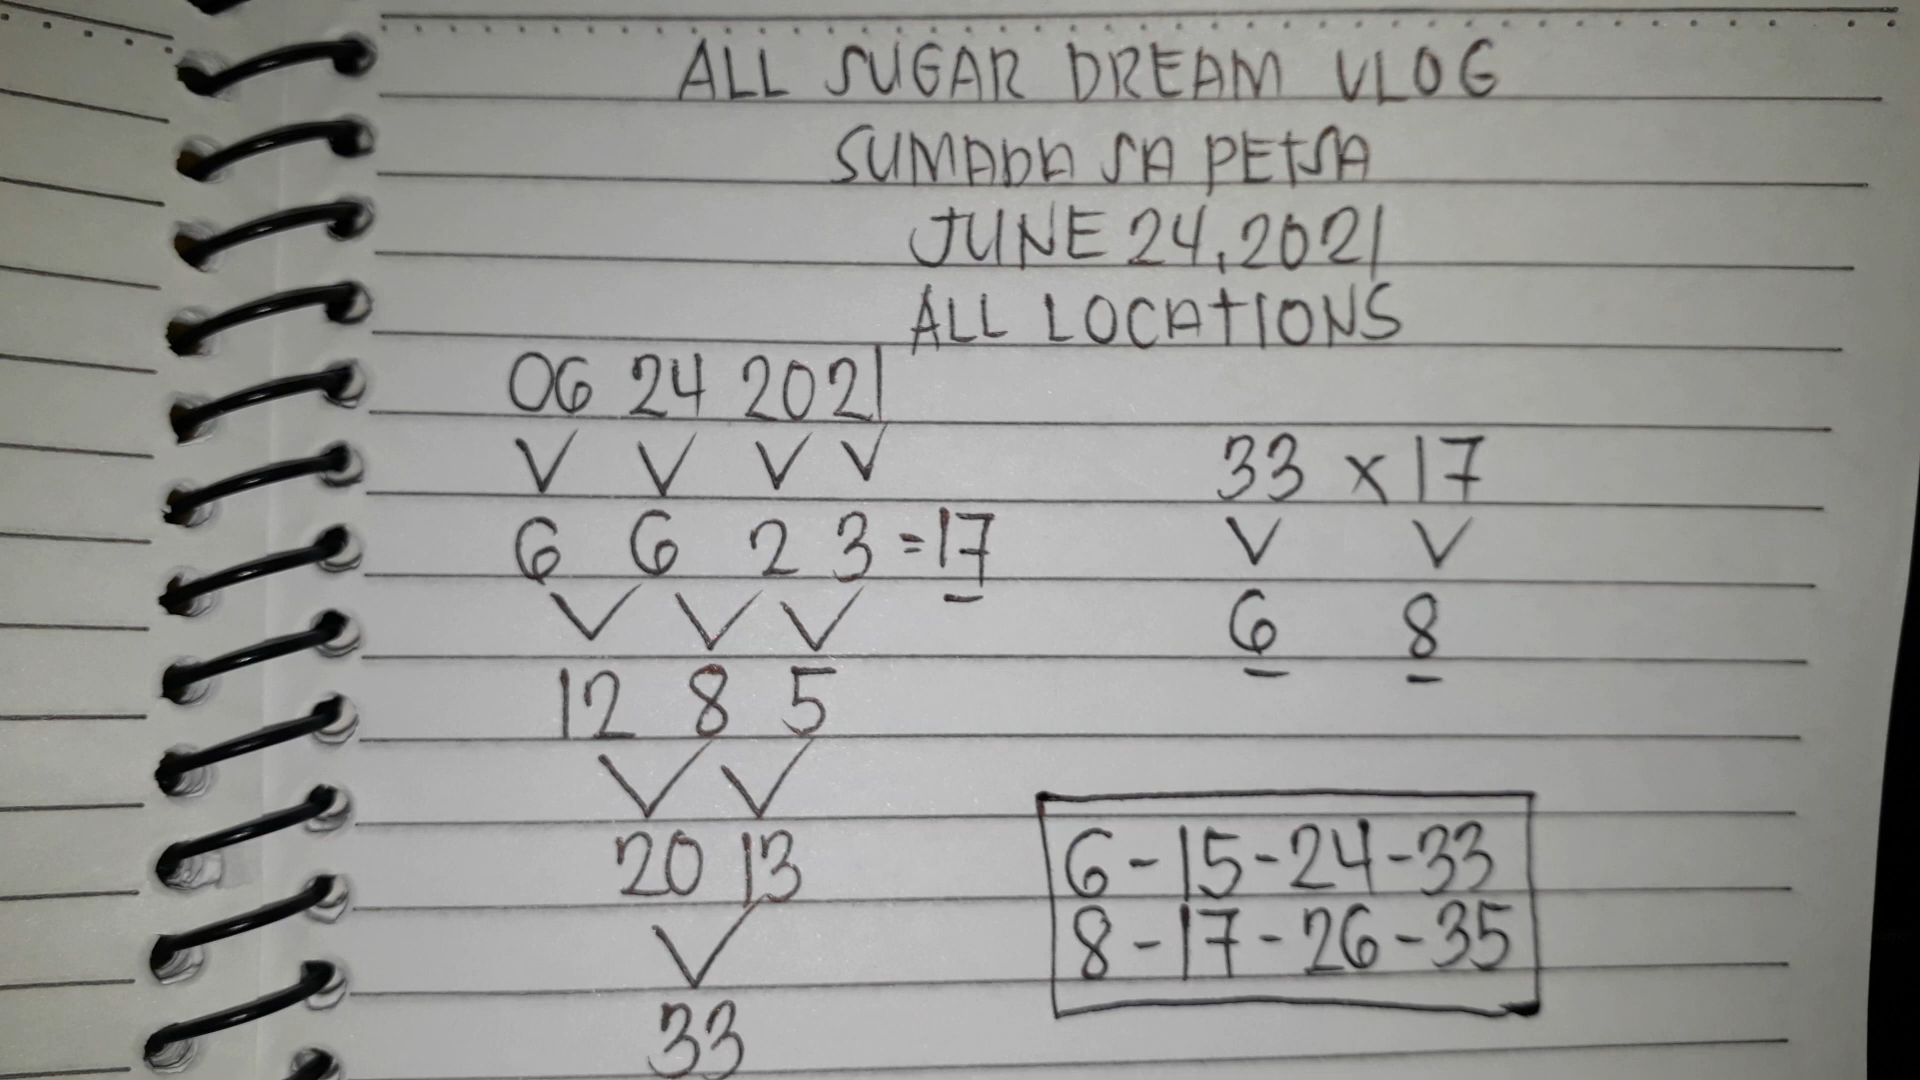 ALL SUGAR DREAM VLOG
SUMADA SA PETSA
JUNE 24, 2021
ALL LOCATIONS
06 24 2021
V V V V
6 6 2 3 = 17
V V V
12 8 5
V V
20 13
V
33
33 x 17
V V
6 8
6 - 15 - 24 - 33
8 - 17 - 26 - 35